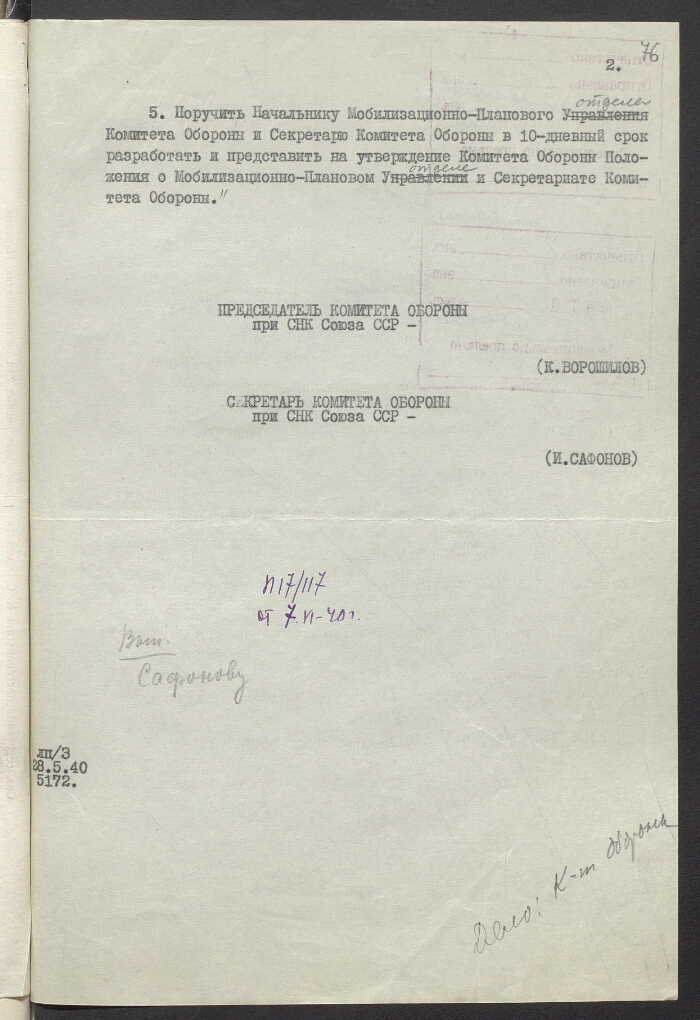 76
2.
отдела
5. Поручить Начальнику Мобилизационно-Планового Управления
Комитета Обороны и Секретарю Комитета Обороны в 10-дневный срок
разработать и представить на утверждение Комитета Обороны Поло-
отделе
жения о Мобилизационно-Плановом Управлении и Секретариате Коми-
тета Обороны."
ПРЕДСЕДАТЕЛЬ КОМИТЕТА ОБОРОНЫ
при СНК Союза ССР -
(К.ВОРОШИЛОВ)
СЕКРЕТАРЬ КОМИТЕТА ОБОРОНЫ
при СНК Союза ССР -
(И.САФОНОВ)
П17/117
от 7.VI-40г.
Сафонову
лц/3
28.5.40
5172.
Дело: К-т обороны